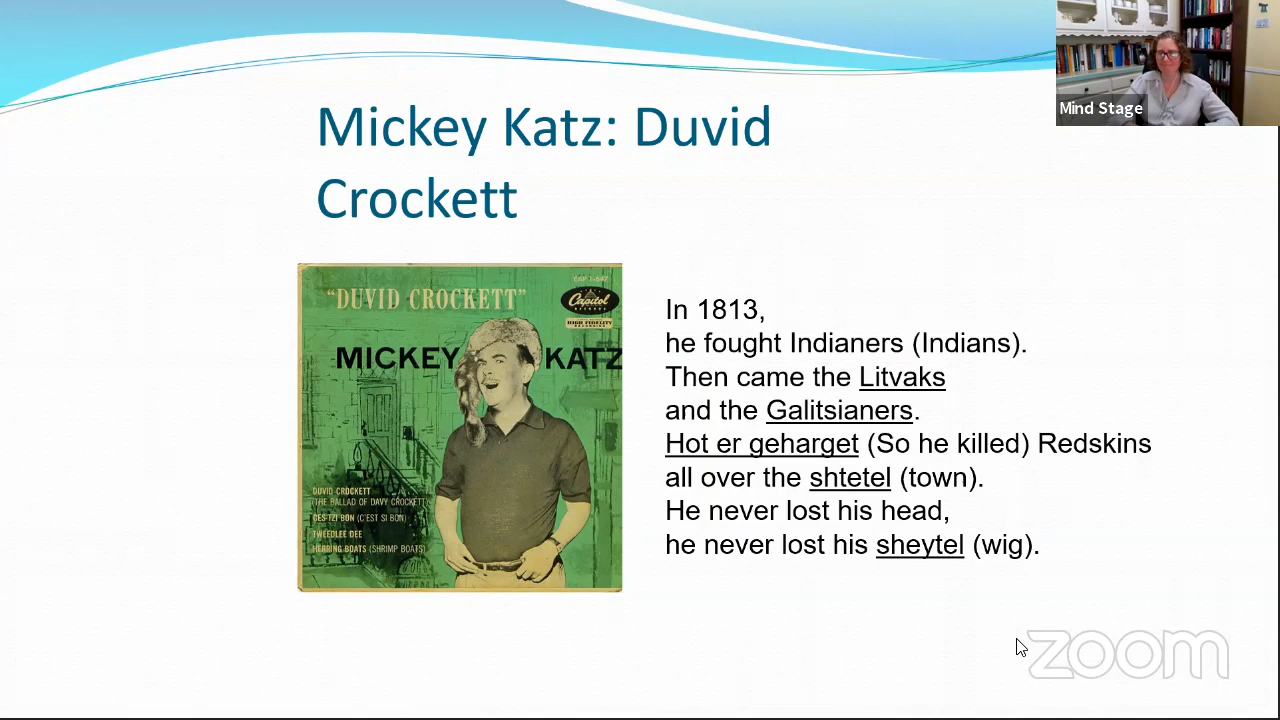 Mind Stage
Mickey Katz: Duvid
Crockett
"DUVID CROCKETT"
Capitol
RECORDS
HIGH FIDELITY
RECORDING
MICKEY KATZ
DUVID CROCKETT
(THE BALLAD OF DAVY CROCKETT)
C'ES-TZI BON (C'EST SI BON)
TWEEDLEE DEE
HERRING BOATS (SHRIMP BOATS)
In 1813,
he fought Indianers (Indians).
Then came the Litvaks
and the Galitsianers.
Hot er geharget (So he killed) Redskins
all over the shtetel (town).
He never lost his head,
he never lost his sheytel (wig).
zoom